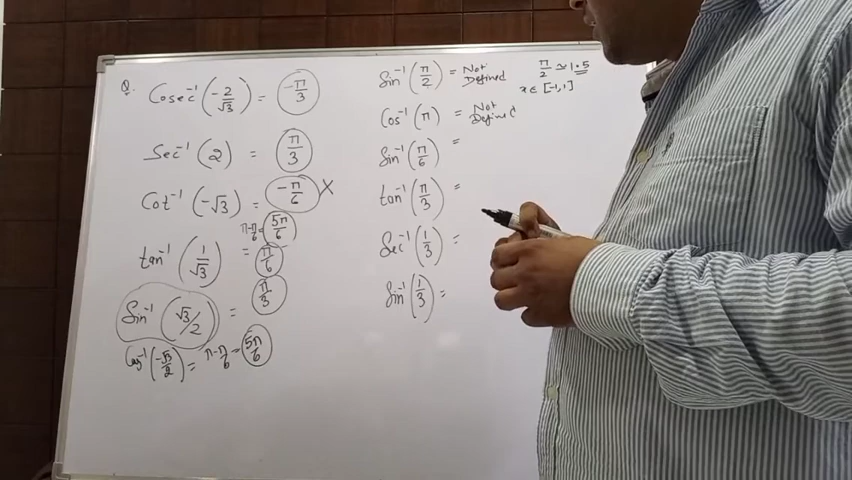 Q. Cosec⁻¹(-2/√3) = -π/3
Sec⁻¹(2) = π/3
Cot⁻¹(-√3) = -π/6 X
π-π/6 = 5π/6
tan⁻¹(1/√3) = π/6
Sin⁻¹(√3/2) = π/3
Cos⁻¹(-√3/2) = π-π/6 = 5π/6
Sin⁻¹(π/2) = Not Defined
π/2 ≃ 1.5
x ∈ [-1,1]
Cos⁻¹(π) = Not Defined
Sin⁻¹(π/6) =
tan⁻¹(π/3) =
Sec⁻¹(1/3) =
Sin⁻¹(1/3) =